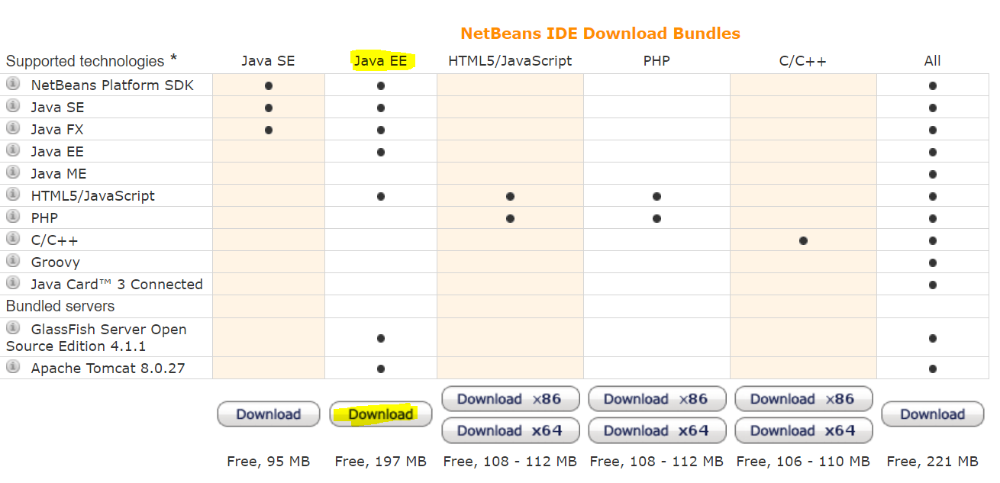 NetBeans IDE Download Bundles
Supported technologies * Java SE Java EE HTML5/JavaScript PHP C/C++ All
NetBeans Platform SDK
Java SE
Java FX
Java EE
Java ME
HTML5/JavaScript
PHP
C/C++
Groovy
Java Card™ 3 Connected
Bundled servers
GlassFish Server Open
Source Edition 4.1.1
Apache Tomcat 8.0.27
Download x86 Download x86 Download x86
Download Download Download
Download x64 Download x64 Download x64
Free, 95 MB Free, 197 MB Free, 108 - 112 MB Free, 108 - 112 MB Free, 106 - 110 MB Free, 221 MB